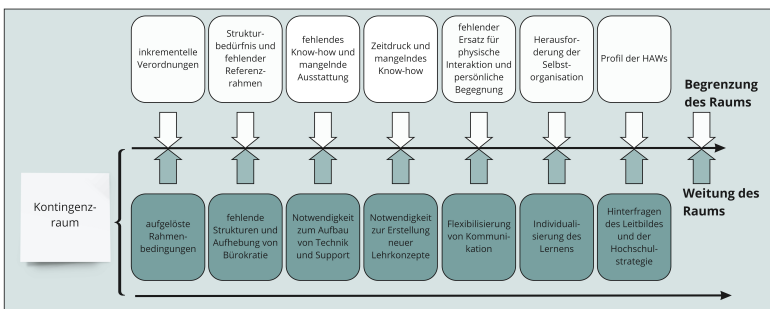 inkrementelle
Verordnungen
Struktur-
bedürfnis und
fehlender
Referenz-
rahmen
fehlendes
Know-how und
mangelnde
Ausstattung
Zeitdruck und
mangelndes
Know-how
fehlender
Ersatz für
physische
Interaktion und
persönliche
Begegnung
Herausfor-
derung der
Selbst-
organisation
Profil der HAWs
Begrenzung
des Raums
Kontingenz-
raum
Weitung des
Raums
aufgelöste
Rahmen-
bedingungen
fehlende
Strukturen und
Aufhebung von
Bürokratie
Notwendigkeit
zum Aufbau
von Technik
und Support
Notwendigkeit
zur Erstellung
neuer
Lehrkonzepte
Flexibilisierung
von Kommuni-
kation
Individuali-
sierung des
Lernens
Hinterfragen
des Leitbildes
und der
Hochschul-
strategie